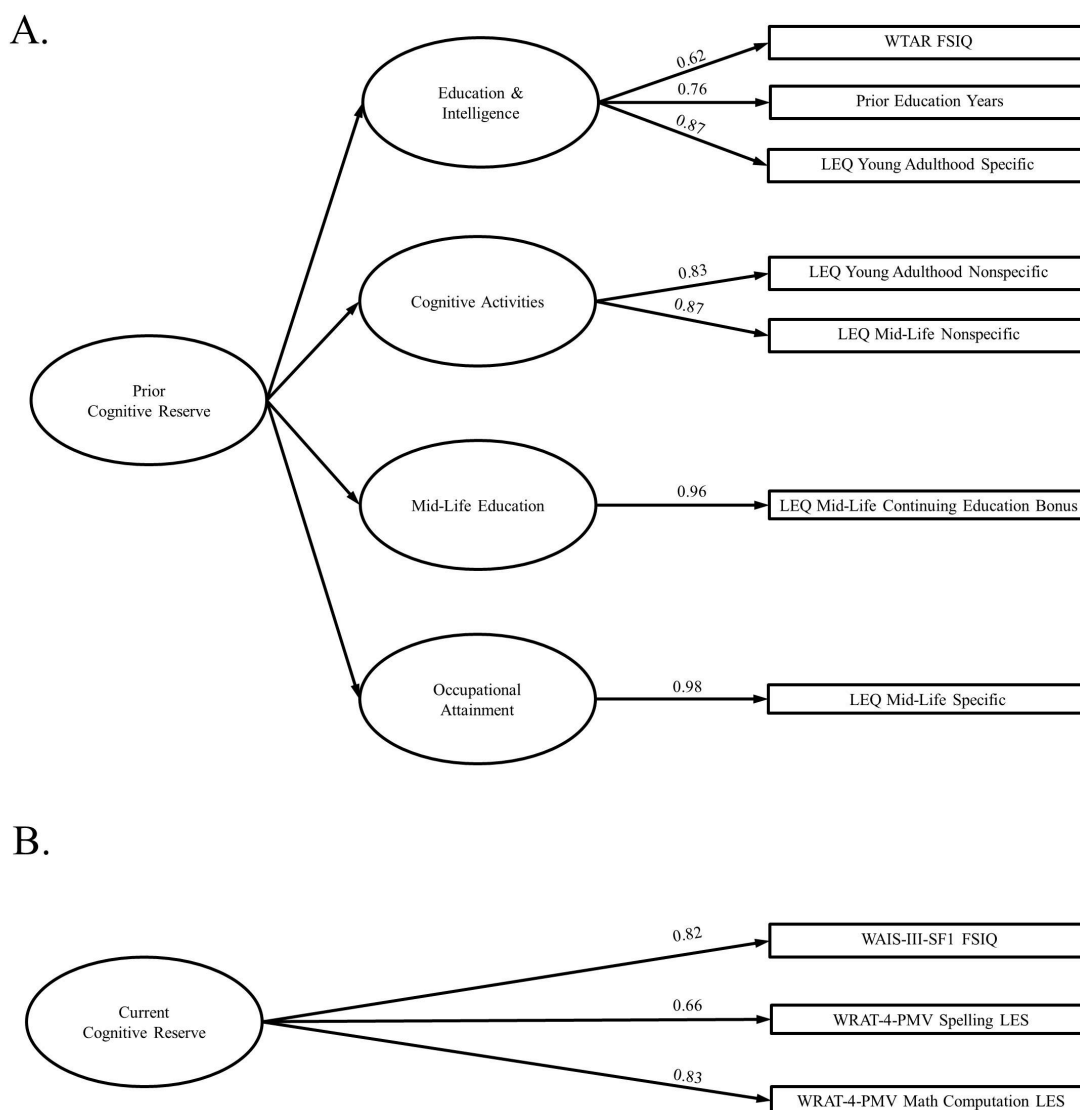 A.
Education &
Intelligence
0.62
WTAR FSIQ
0.76
Prior Education Years
0.87
LEQ Young Adulthood Specific
Cognitive Activities
0.83
LEQ Young Adulthood Nonspecific
0.87
LEQ Mid-Life Nonspecific
Prior
Cognitive Reserve
Mid-Life Education
0.96
LEQ Mid-Life Continuing Education Bonus
Occupational
Attainment
0.98
LEQ Mid-Life Specific
B.
Current
Cognitive Reserve
0.82
WAIS-III-SF1 FSIQ
0.66
WRAT-4-PMV Spelling LES
0.83
WRAT-4-PMV Math Computation LES